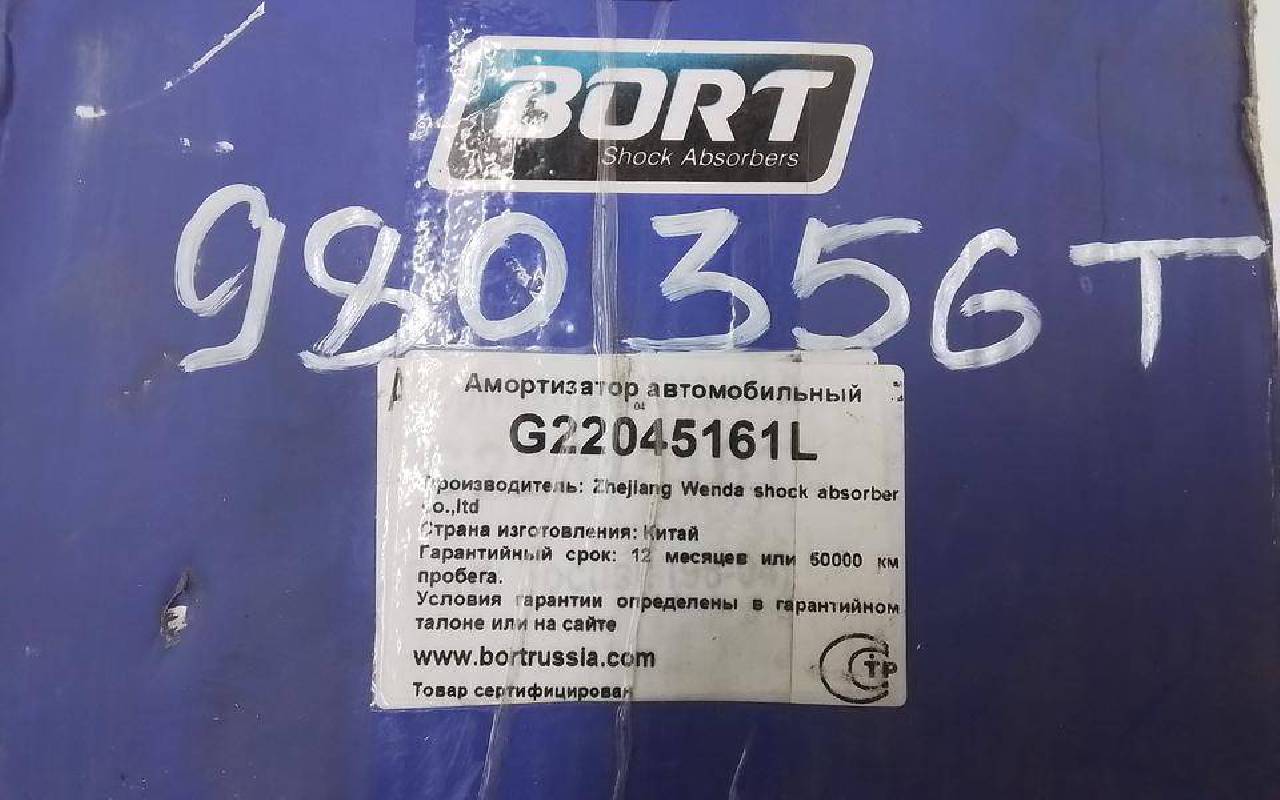 BORT
Shock Absorbers
980356T
Амортизатор автомобильный
04
G22045161L
Производитель: Zhejiang Wenda shock absorber
co.,ltd
Страна изготовления: Китай
Гарантийный срок: 12 месяцев или 50000 км
пробега.
Условия гарантии определены в гарантийном
талоне или на сайте
www.bortrussia.com
Товар сертифицирован
СТР